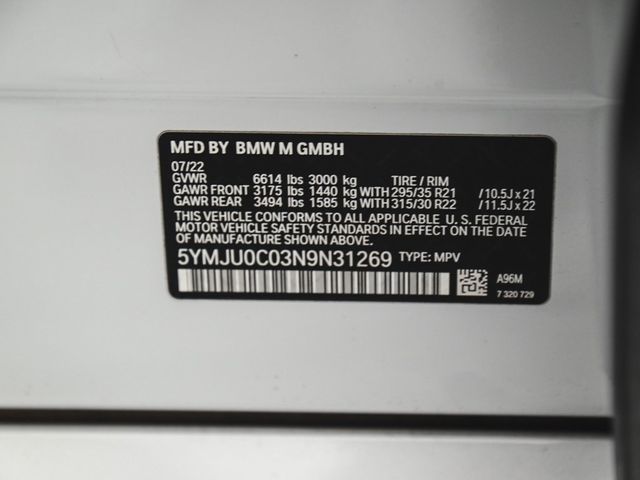 MFD BY BMW M GMBH
07/22
GVWR 6614 lbs 3000 kg TIRE / RIM
GAWR FRONT 3175 lbs 1440 kg WITH 295/35 R21 /10.5J x 21
GAWR REAR 3494 lbs 1585 kg WITH 315/30 R22 /11.5J x 22
THIS VEHICLE CONFORMS TO ALL APPLICABLE U. S. FEDERAL
MOTOR VEHICLE SAFETY STANDARDS IN EFFECT ON THE
DATE OF MANUFACTURE SHOWN ABOVE.
5YMJU0C03N9N31269 TYPE: MPV
A96M
7 320 729